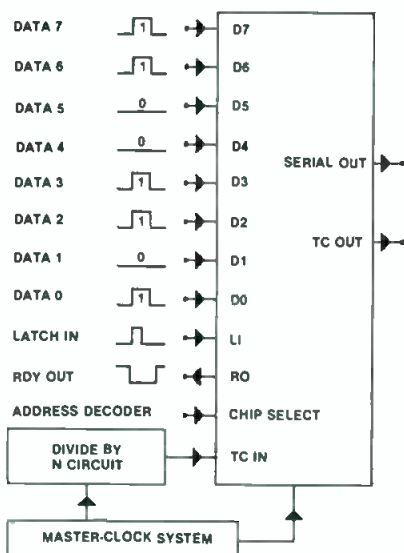 DATA 7 1 D7
DATA 6 1 D6
DATA 5 0 D5
DATA 4 0 D4
SERIAL OUT
DATA 3 1 D3
DATA 2 1 D2
TC OUT
DATA 1 0 D1
DATA 0 1 D0
LATCH IN LI
RDY OUT RO
ADDRESS DECODER CHIP SELECT
DIVIDE BY
N CIRCUIT
TC IN
MASTER-CLOCK SYSTEM